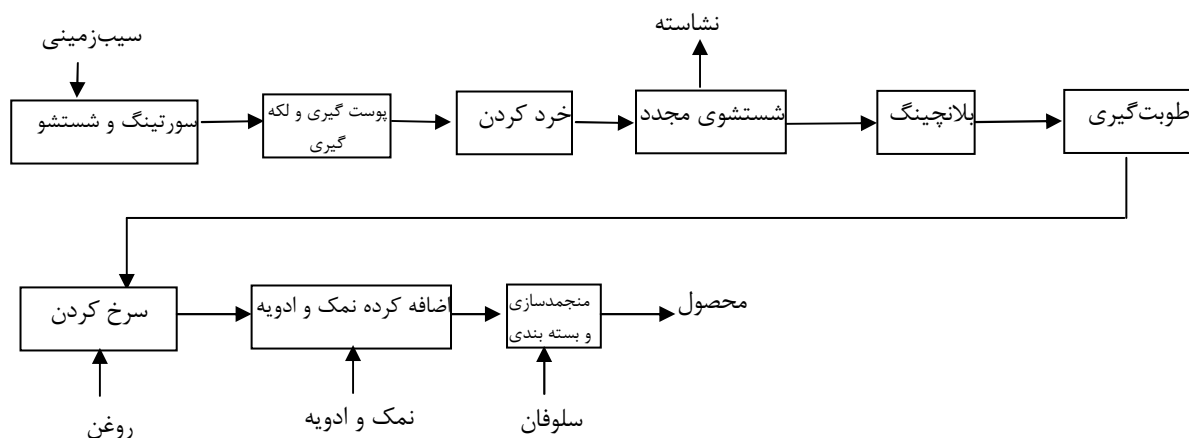 نشاسته
سیب‌زمینی
سورتینگ و شستشو
پوست گیری و لکه
گیری
خرد کردن
شستشوی مجدد
بلانچینگ
طوبت‌گیری
سرخ کردن
اضافه کرده نمک و ادویه
منجمدسازی
و بسته بندی
محصول
روغن
نمک و ادویه
سلوفان